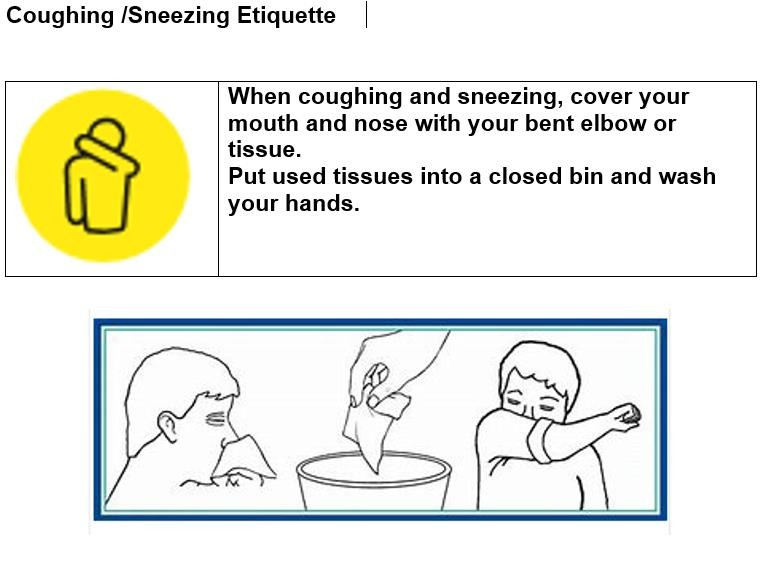 Coughing /Sneezing Etiquette
When coughing and sneezing, cover your
mouth and nose with your bent elbow or
tissue.
Put used tissues into a closed bin and wash
your hands.